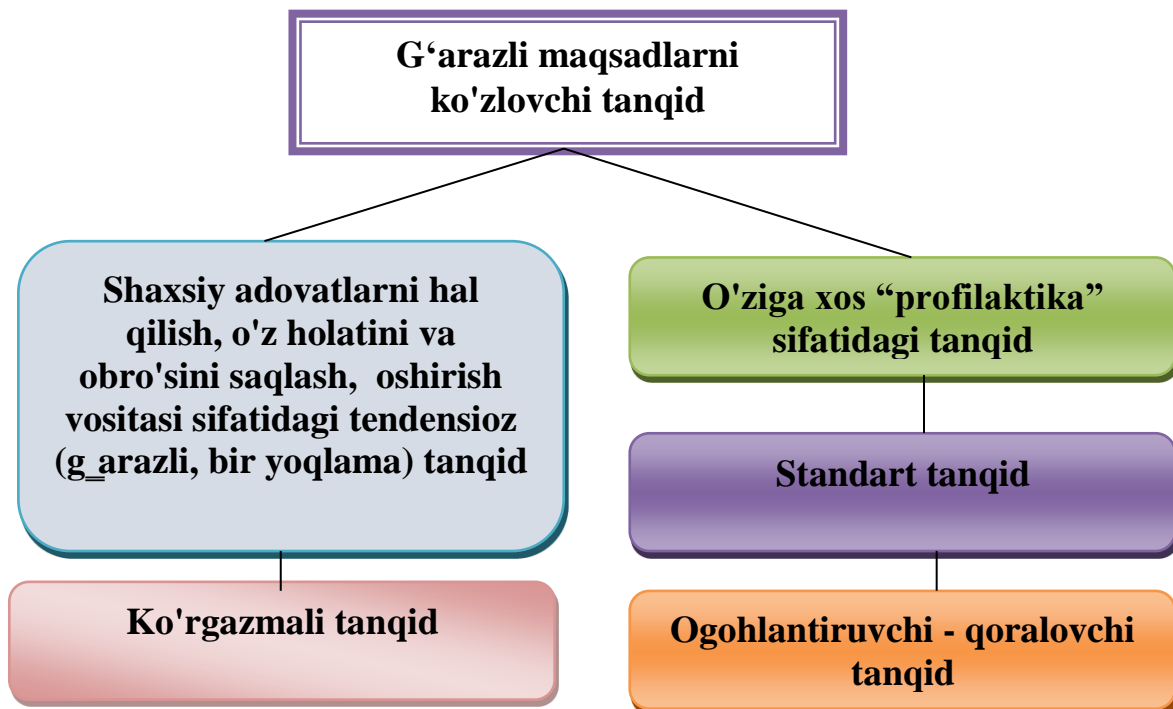 G‘arazli maqsadlarni
ko'zlovchi tanqid
Shaxsiy adovatlarni hal
qilish, o'z holatini va
obro'sini saqlash, oshirish
vositasi sifatidagi tendensioz
(g‗arazli, bir yoqlama) tanqid
Ko'rgazmali tanqid
O'ziga xos “profilaktika”
sifatidagi tanqid
Standart tanqid
Ogohlantiruvchi - qoralovchi
tanqid